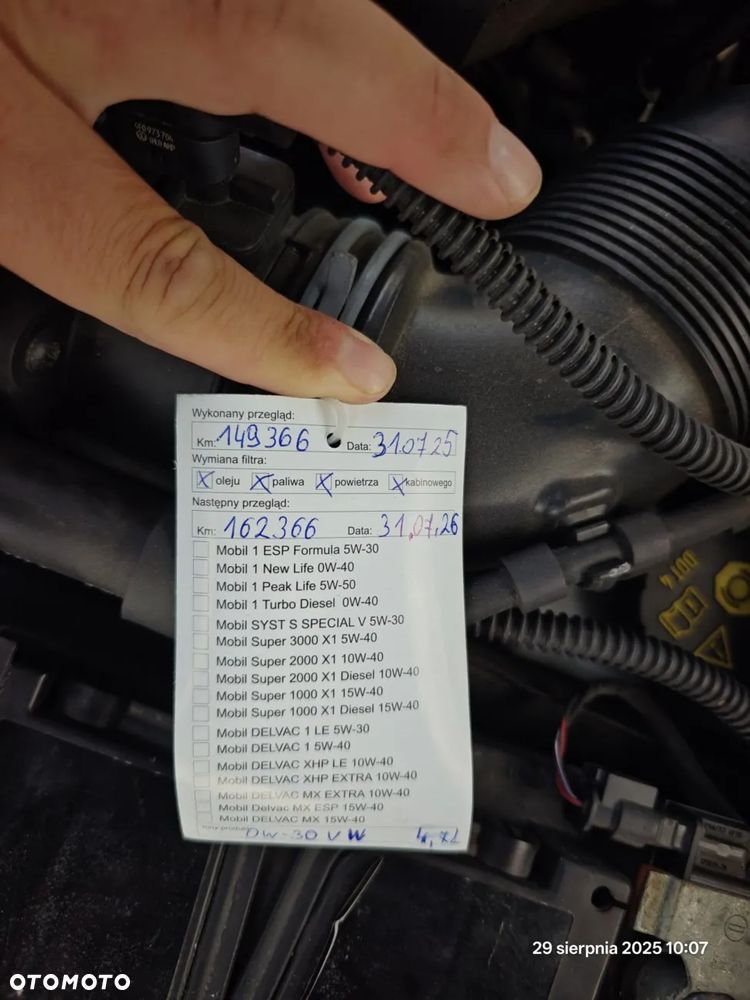 Wykonany przegląd:
Km: 149366 Data: 310725
Wymiana filtra:
X oleju X paliwa X powietrza X kabinowego
Następny przegląd:
Km: 162366 Data: 31,07,26
Mobil 1 ESP Formula 5W-30
Mobil 1 New Life 0W-40
Mobil 1 Peak Life 5W-50
Mobil 1 Turbo Diesel 0W-40
Mobil SYST S SPECIAL V 5W-30
Mobil Super 3000 X1 5W-40
Mobil Super 2000 X1 10W-40
Mobil Super 2000 X1 Diesel 10W-40
Mobil Super 1000 X1 15W-40
Mobil Super 1000 X1 Diesel 15W-40
Mobil DELVAC 1 LE 5W-30
Mobil DELVAC 1 5W-40
Mobil DELVAC XHP LE 10W-40
Mobil DELVAC XHP EXTRA 10W-40
Mobil DELVAC MX EXTRA 10W-40
Mobil Delvac MX ESP 15W-40
Mobil DELVAC MX 15W-40
0W-30 VW 4,7L
DOT 4
29 sierpnia 2025 10:07
OTOMOTO